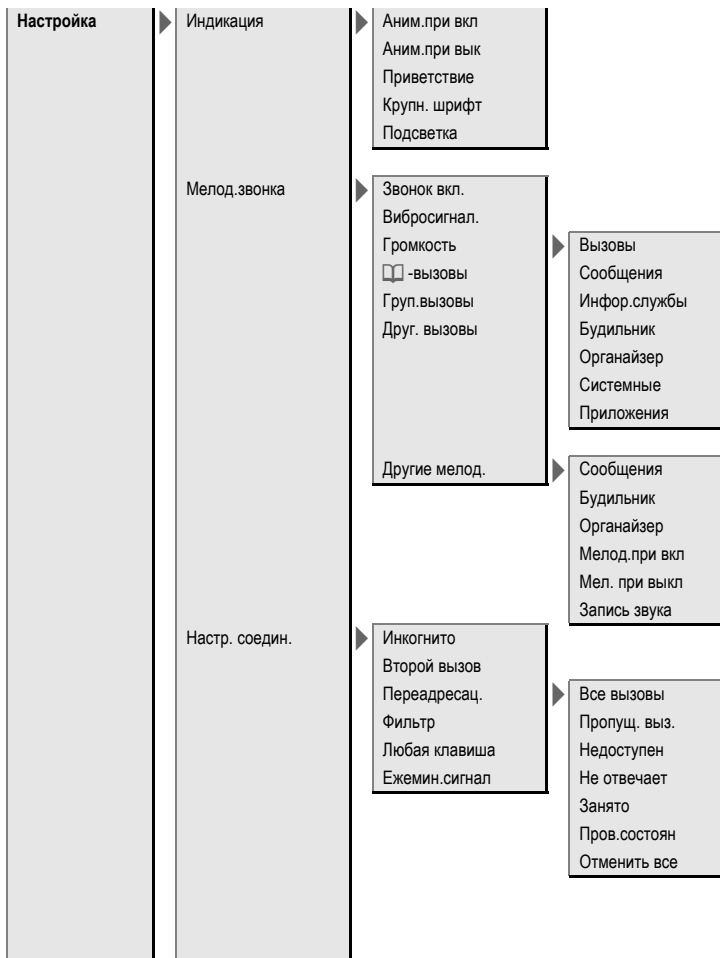 Настройка
Индикация
Аним.при вкл
Аним.при вык
Приветствие
Крупн. шрифт
Подсветка
Мелод.звонка
Звонок вкл.
Вибросигнал.
Громкость
Вызовы
Сообщения
Инфор.службы
Будильник
Органайзер
Системные
Приложения
-вызовы
Груп.вызовы
Друг. вызовы
Другие мелод.
Сообщения
Будильник
Органайзер
Мелод.при вкл
Мел. при выкл
Запись звука
Настр. соедин.
Инкогнито
Второй вызов
Переадресац.
Все вызовы
Пропущ. выз.
Недоступен
Не отвечает
Занято
Пров.состоян
Отменить все
Фильтр
Любая клавиша
Ежемин.сигнал